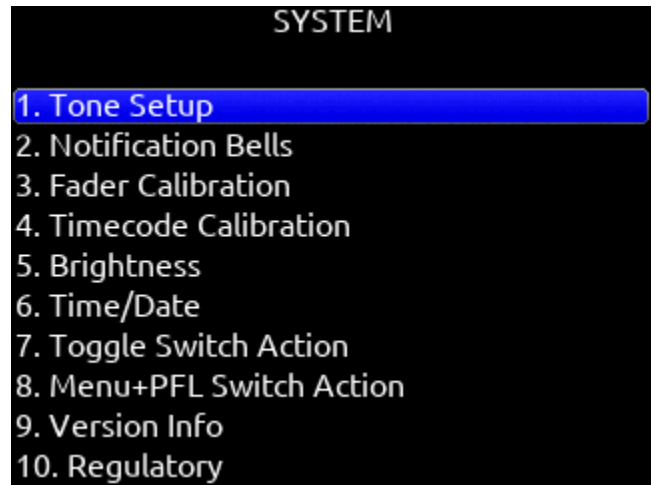 SYSTEM
1. Tone Setup
2. Notification Bells
3. Fader Calibration
4. Timecode Calibration
5. Brightness
6. Time/Date
7. Toggle Switch Action
8. Menu+PFL Switch Action
9. Version Info
10. Regulatory